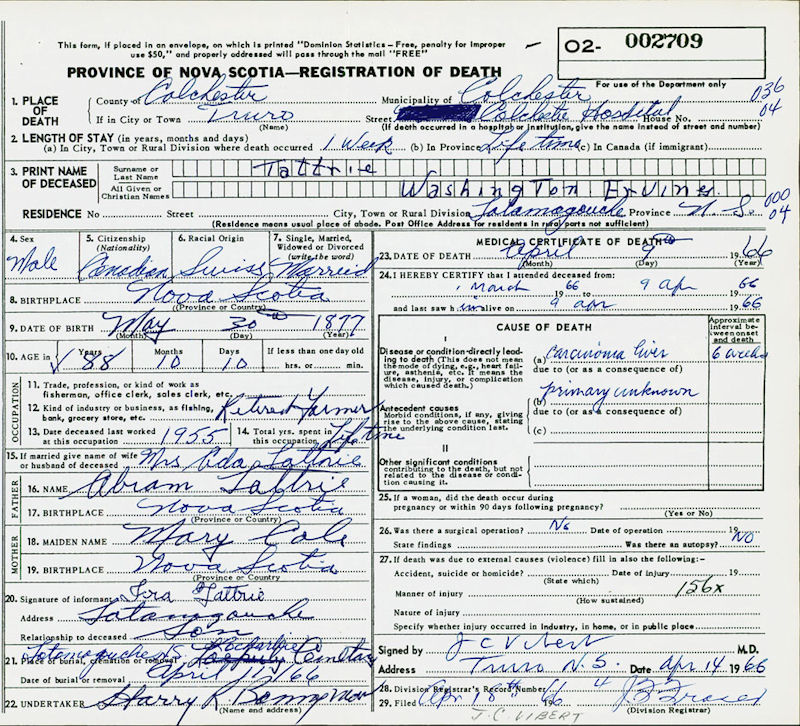 This form, if placed in an envelope, on which is printed "Dominion Statistics – Free, penalty for improper
use $50," and properly addressed will pass through the mail "FREE"
O2- 002709
PROVINCE OF NOVA SCOTIA—REGISTRATION OF DEATH
For use of the Department only
1. PLACE OF DEATH
County of Colchester Municipality of Colchester 036
If in City or Town Truro (Name) Street Colcheste Hospital House No. 04
(If death occurred in a hospital or institution, give the name instead of street and number)
2. LENGTH OF STAY (in years, months and days)
(a) In City, Town or Rural Division where death occurred 1 Week (b) In Province Life time (c) In Canada (if immigrant)
3. PRINT NAME OF DECEASED
Surname or Last Name Tattrie
All Given or Christian Names Washington Ervine
RESIDENCE No Street City, Town or Rural Division Tatamagouche Province N.S. 000 04
(Residence means usual place of abode. Post Office Address for residents in rural parts not sufficient)
4. Sex Male
5. Citizenship (Nationality) Canadian
6. Racial Origin Swiss
7. Single, Married, Widowed or Divorced (write the word) Married
8. BIRTHPLACE Nova Scotia
(Province or Country)
9. DATE OF BIRTH May 30th 1877
(Month) (Day) (Year)
10. AGE in Years 88 Months 10 Days 10 If less than one day old hrs. or min.
OCCUPATION
11. Trade, profession, or kind of work as fisherman, office clerk, sales clerk, etc.
12. Kind of industry or business, as fishing, bank, grocery store, etc. Retired Farmer
13. Date deceased last worked at this occupation 1955
14. Total yrs. spent in this occupation Life time
15. If married give name of wife or husband of deceased Mrs Ada Tattrie
FATHER
16. NAME Abram Tattrie
17. BIRTHPLACE Nova Scotia
(Province or Country)
MOTHER
18. MAIDEN NAME Mary Cole
19. BIRTHPLACE Nova Scotia
(Province or Country)
20. Signature of informant Ira Tattrie
Address Tatamagouche
Relationship to deceased Son
Tatamagouche N.S.
21. Place of burial, cremation or removal Cemetary
Date of burial or removal April 12/66
22. UNDERTAKER Harry R
(Name and address)
MEDICAL CERTIFICATE OF DEATH
23. DATE OF DEATH April 9th 1966
(Month) (Day) (Year)
24. I HEREBY CERTIFY that I attended deceased from:
1 March 1966 to 9 apr 1966
and last saw him alive on 9 apr 1966
CAUSE OF DEATH
Approximate interval between onset and death
I
Disease or condition directly leading to death (This does not mean the mode of dying, e.g., heart failure, asthenia, etc. It means the disease, injury, or complication which caused death.)
(a) carcinoma liver 6 weeks
due to (or as a consequence of)
primary unknown
(b)
due to (or as a consequence of)
(c)
Antecedent causes
Morbid conditions, if any, giving rise to the above cause, stating the underlying condition last.
II
Other significant conditions contributing to the death, but not related to the disease or condition causing it.
25. If a woman, did the death occur during pregnancy or within 90 days following pregnancy?
(Yes or No)
26. Was there a surgical operation? No Date of operation 19
State findings Was there an autopsy? NO
27. If death was due to external causes (violence) fill in also the following:-
Accident, suicide or homicide? Date of injury 19
(State which)
Manner of injury 156x
(How sustained)
Nature of injury
Specify whether injury occurred in industry, in home, or in public place
Signed by J C Vibert M.D.
Address Truro N.S. Date Apr 14 1966
28. Division Registrar's Record No.
29. Filed Apr 18th 1966
(Division Registrar)
J. C. VIBERT